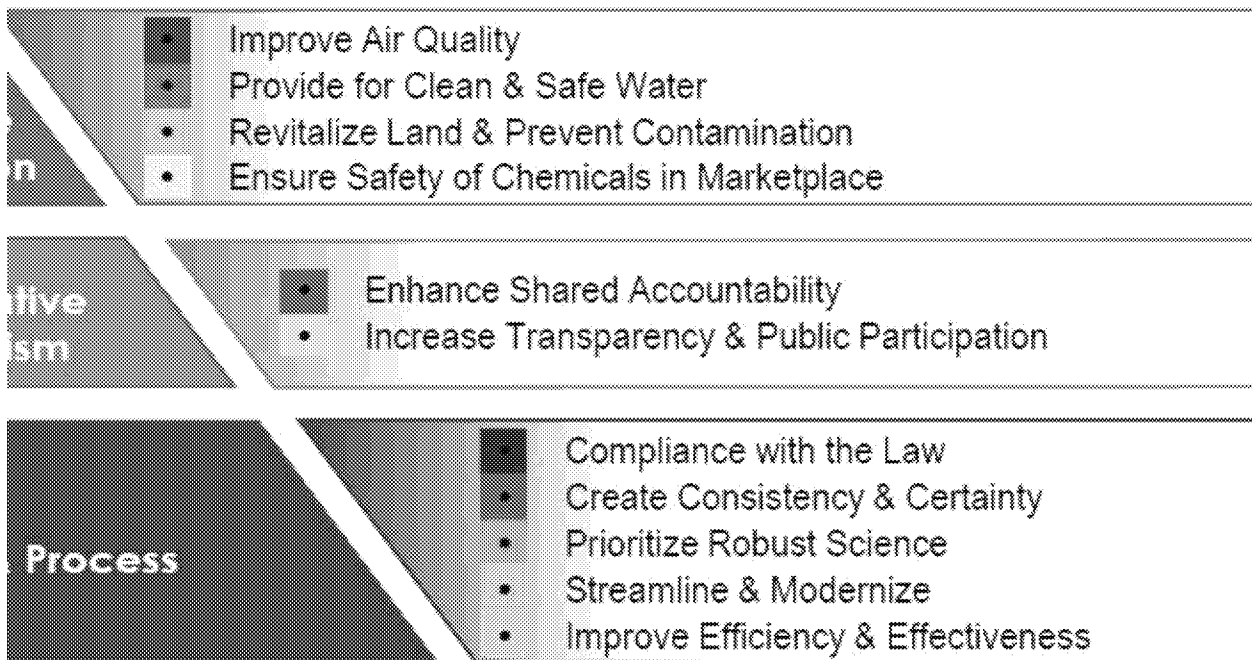 Improve Air Quality
Provide for Clean & Safe Water
Revitalize Land & Prevent Contamination
Ensure Safety of Chemicals in Marketplace
Enhance Shared Accountability
Increase Transparency & Public Participation
Compliance with the Law
Create Consistency & Certainty
Prioritize Robust Science
Streamline & Modernize
Improve Efficiency & Effectiveness
Process